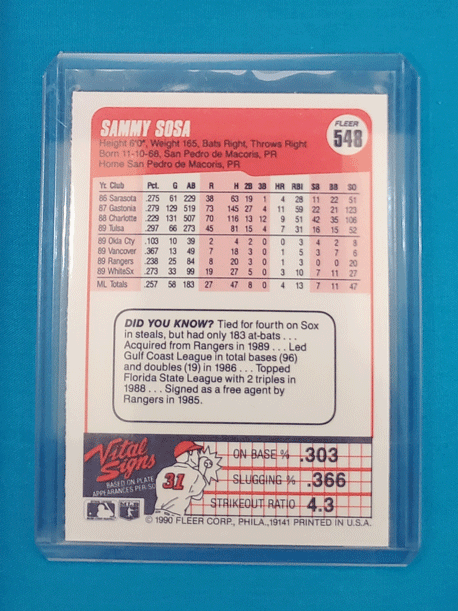 SAMMY SOSA
FLEER
548
Height 6'0", Weight 165, Bats Right, Throws Right
Born 11-10-68, San Pedro de Macoris, PR
Home San Pedro de Macoris, PR
Yr. Club Pct. G AB R H 2B 3B HR RBI SB BB SO
86 Sarasota .275 61 229 38 63 19 1 4 28 11 22 51
87 Gastonia .279 129 519 73 145 27 4 11 59 22 21 123
88 Charlotte .229 131 507 70 116 13 12 9 51 42 35 106
89 Tulsa .297 66 273 45 81 15 4 7 31 16 15 52
89 Okla Cty .103 10 39 2 4 2 0 0 3 4 2 8
89 Vancover .367 13 49 7 18 3 0 1 5 3 7 6
89 Rangers .238 25 84 8 20 3 0 1 3 0 0 20
89 WhiteSx .273 33 99 19 27 5 0 3 10 7 11 27
ML Totals .257 58 183 27 47 8 0 4 13 7 11 47
DID YOU KNOW? Tied for fourth on Sox
in steals, but had only 183 at-bats . . .
Acquired from Rangers in 1989 . . . Led
Gulf Coast League in total bases (96)
and doubles (19) in 1986 . . . Topped
Florida State League with 2 triples in
1988 . . . Signed as a free agent by
Rangers in 1985.
Vital
Signs
BASED ON PLATE
APPEARANCES PER-SO
31
ON BASE % .303
SLUGGING % .366
STRIKEOUT RATIO 4.3
© 1990 FLEER CORP., PHILA., 19141 PRINTED IN U.S.A.